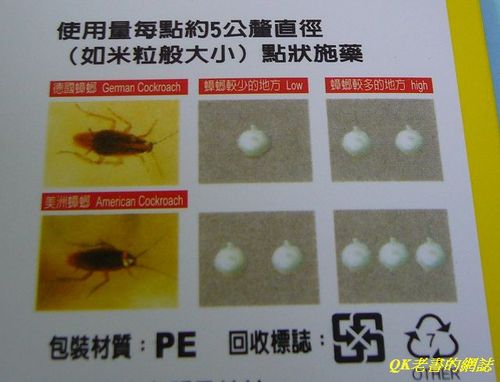 使用量每點約5公釐直徑
（如米粒般大小）點狀施藥
德國蟑螂 German Cockroach
蟑螂較少的地方 Low
蟑螂較多的地方 high
美洲蟑螂 American Cockroach
包裝材質：PE
回收標誌：
7
OTHER
QK老書的網誌